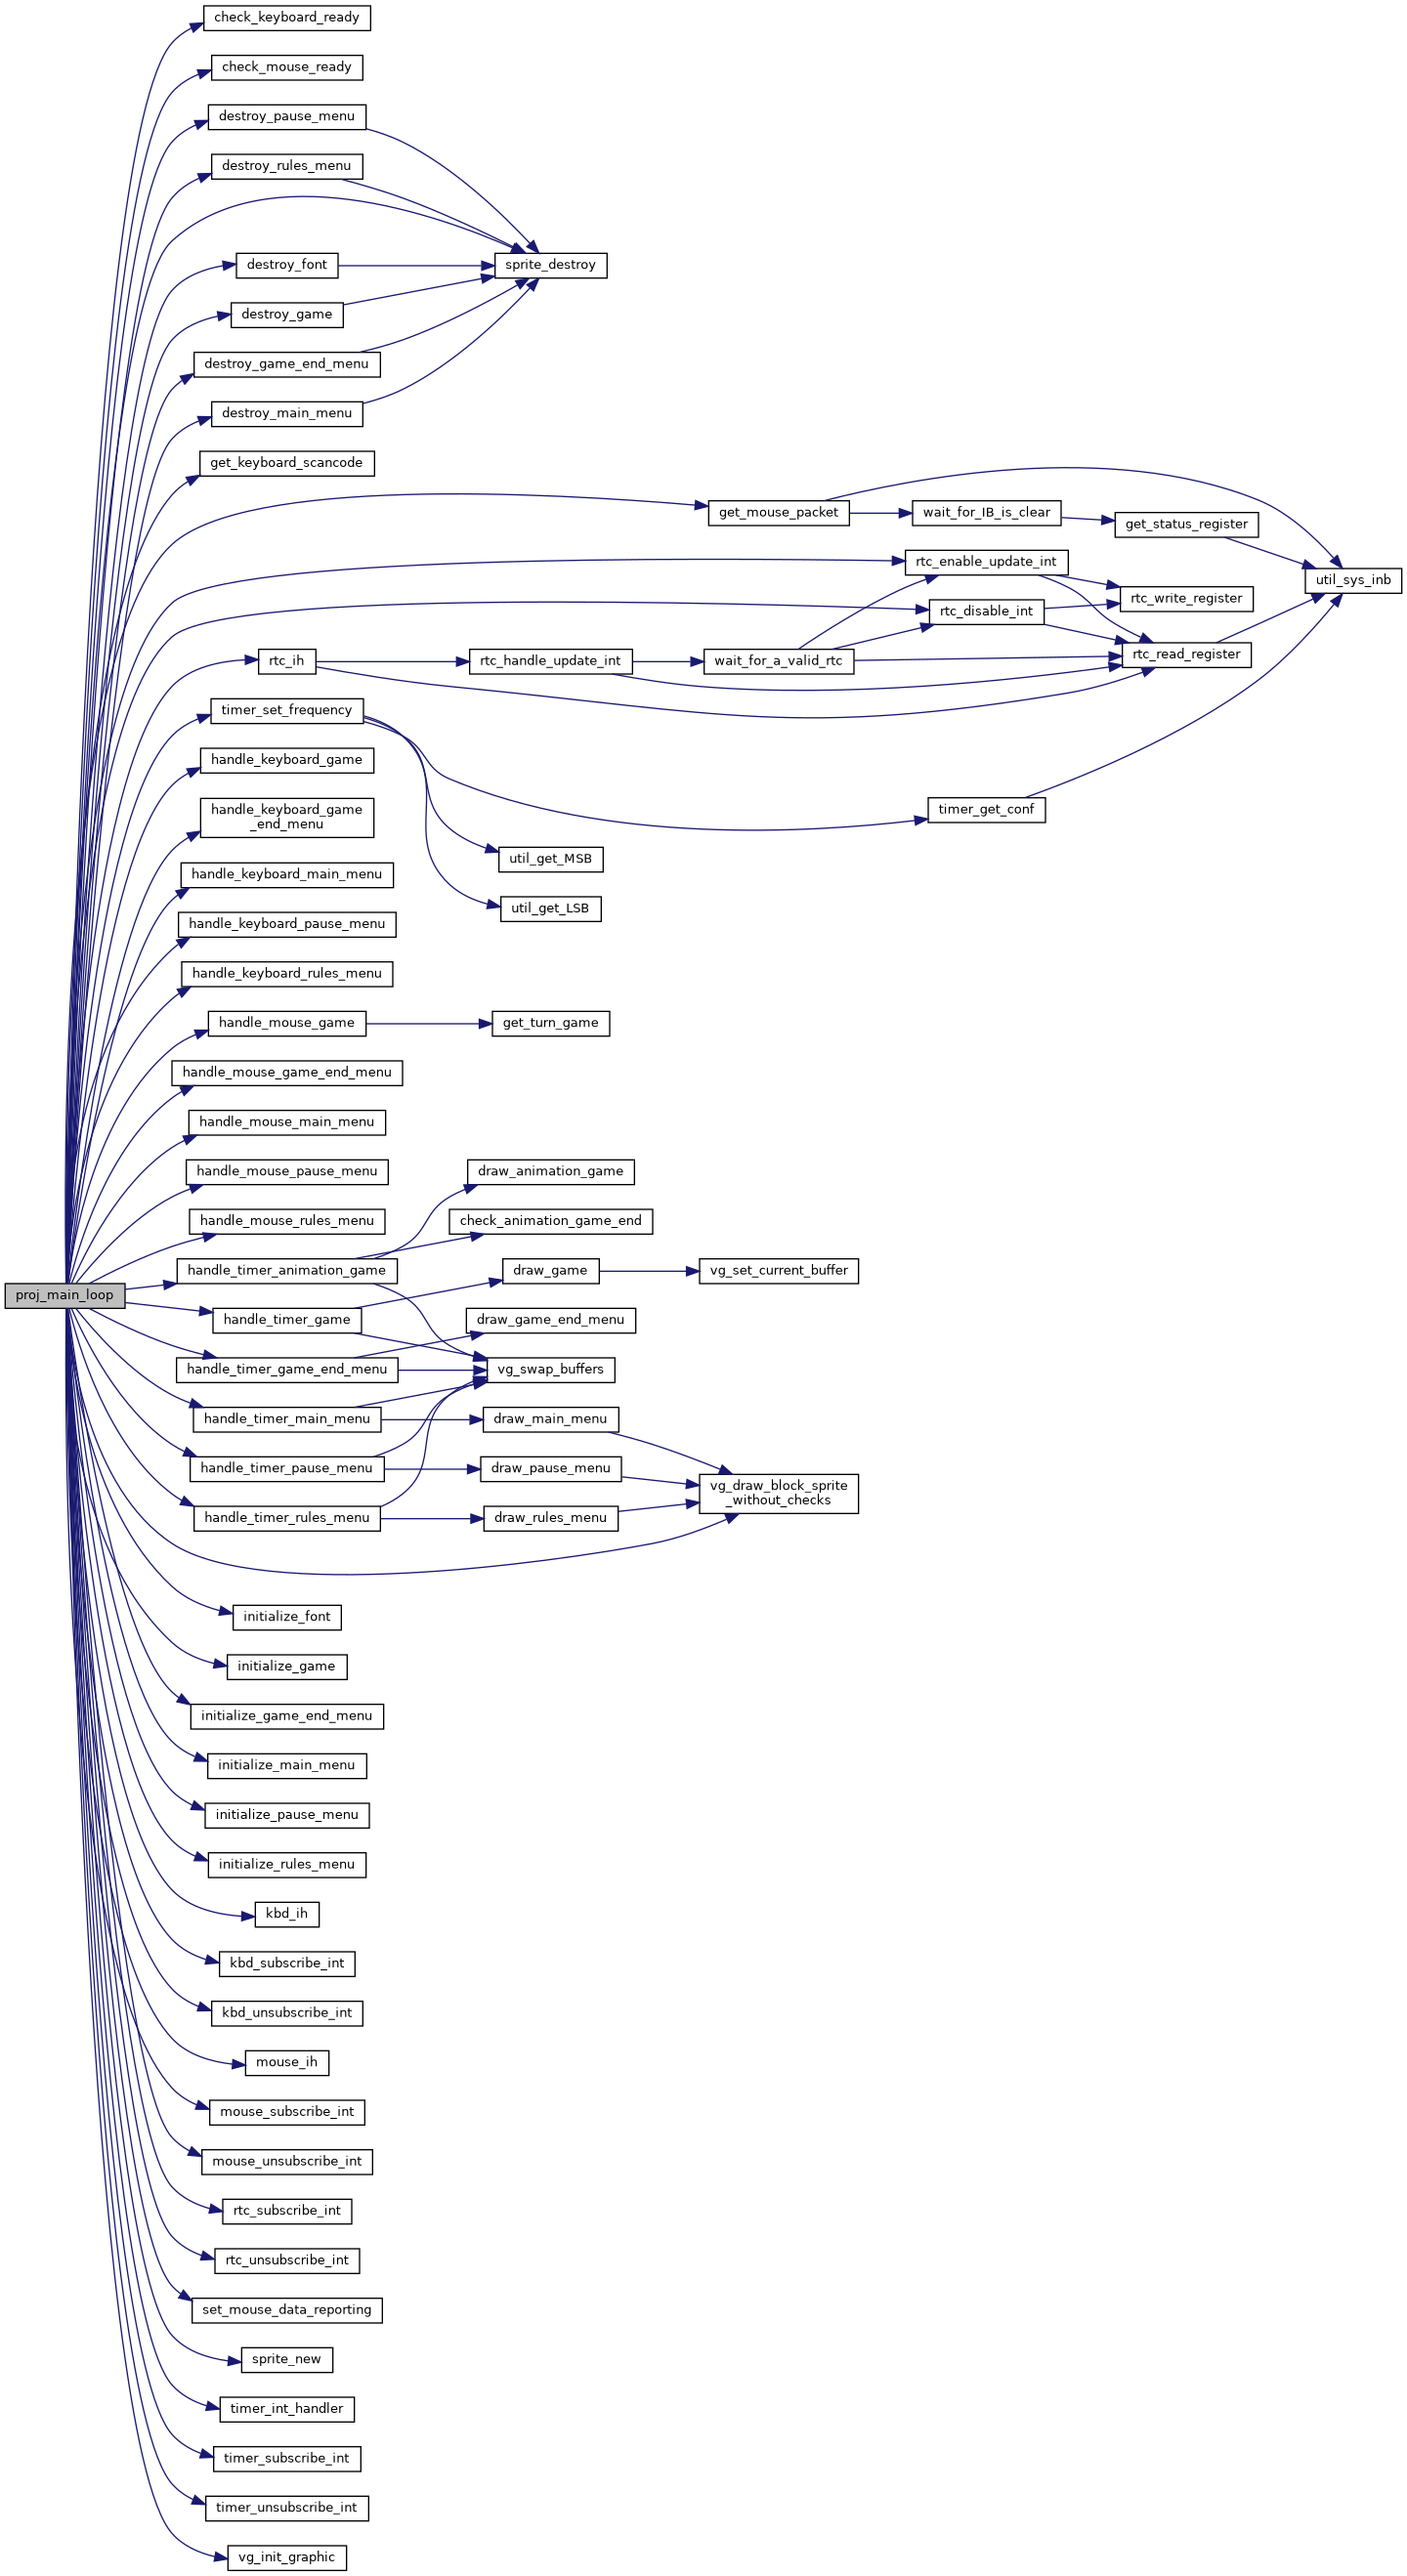 check_keyboard_ready
check_mouse_ready
destroy_pause_menu
destroy_rules_menu
destroy_font
sprite_destroy
destroy_game
destroy_game_end_menu
destroy_main_menu
get_keyboard_scancode
get_mouse_packet
wait_for_IB_is_clear
get_status_register
util_sys_inb
rtc_enable_update_int
rtc_write_register
rtc_disable_int
rtc_read_register
rtc_ih
rtc_handle_update_int
wait_for_a_valid_rtc
timer_set_frequency
handle_keyboard_game
timer_get_conf
handle_keyboard_game
_end_menu
util_get_MSB
handle_keyboard_main_menu
util_get_LSB
handle_keyboard_pause_menu
handle_keyboard_rules_menu
handle_mouse_game
get_turn_game
handle_mouse_game_end_menu
handle_mouse_main_menu
handle_mouse_pause_menu
draw_animation_game
handle_mouse_rules_menu
check_animation_game_end
handle_timer_animation_game
draw_game
vg_set_current_buffer
proj_main_loop
handle_timer_game
draw_game_end_menu
handle_timer_game_end_menu
vg_swap_buffers
handle_timer_main_menu
draw_main_menu
handle_timer_pause_menu
draw_pause_menu
vg_draw_block_sprite
_without_checks
handle_timer_rules_menu
draw_rules_menu
initialize_font
initialize_game
initialize_game_end_menu
initialize_main_menu
initialize_pause_menu
initialize_rules_menu
kbd_ih
kbd_subscribe_int
kbd_unsubscribe_int
mouse_ih
mouse_subscribe_int
mouse_unsubscribe_int
rtc_subscribe_int
rtc_unsubscribe_int
set_mouse_data_reporting
sprite_new
timer_int_handler
timer_subscribe_int
timer_unsubscribe_int
vg_init_graphic